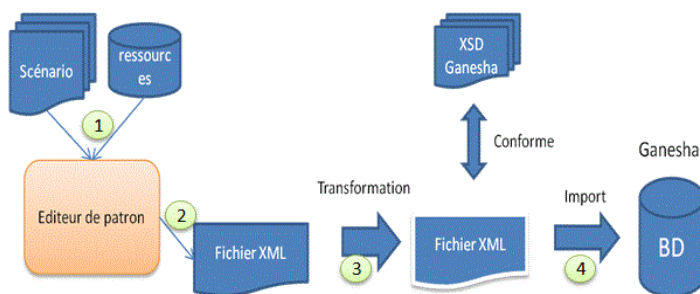 Scénario
ressourc
es
1
Editeur de patron
2
Fichier XML
Transformation
3
XSD
Ganesha
Conforme
Fichier XML
Import
4
Ganesha
BD